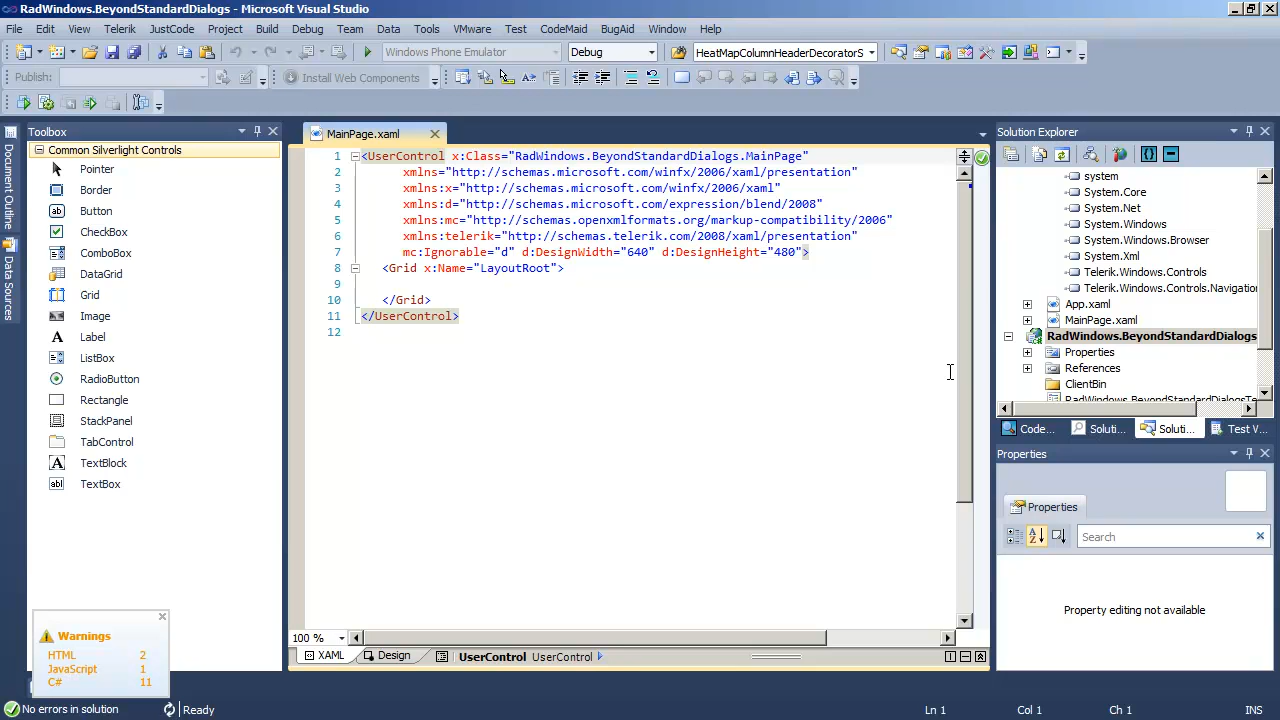 RadWindows.BeyondStandardDialogs - Microsoft Visual Studio
File Edit View Telerik JustCode Project Build Debug Team Data Tools VMware Test CodeMaid BugAid Window Help
Windows Phone Emulator Debug HeatMapColumnHeaderDecoratorS
Publish: Install Web Components
Document Outline
Data Sources
Toolbox
Common Silverlight Controls
Pointer
Border
Button
CheckBox
ComboBox
DataGrid
Grid
Image
Label
ListBox
RadioButton
Rectangle
StackPanel
TabControl
TextBlock
TextBox
Warnings
HTML 2
JavaScript 1
C# 11
MainPage.xaml
1 <UserControl x:Class="RadWindows.BeyondStandardDialogs.MainPage"
2 xmlns="http://schemas.microsoft.com/winfx/2006/xaml/presentation"
3 xmlns:x="http://schemas.microsoft.com/winfx/2006/xaml"
4 xmlns:d="http://schemas.microsoft.com/expression/blend/2008"
5 xmlns:mc="http://schemas.openxmlformats.org/markup-compatibility/2006"
6 xmlns:telerik="http://schemas.telerik.com/2008/xaml/presentation"
7 mc:Ignorable="d" d:DesignWidth="640" d:DesignHeight="480">
8 <Grid x:Name="LayoutRoot">
9
10 </Grid>
11 </UserControl>
12
100 %
XAML Design UserControl UserControl
Solution Explorer
system
System.Core
System.Net
System.Windows
System.Windows.Browser
System.Xml
Telerik.Windows.Controls
Telerik.Windows.Controls.Navigation
App.xaml
MainPage.xaml
RadWindows.BeyondStandardDialogs
Properties
References
ClientBin
RadWindows.BeyondStandardDialogsTe
Code... Soluti... Soluti... Test V...
Properties
Properties
Search
Property editing not available
No errors in solution Ready Ln 1 Col 1 Ch 1 INS